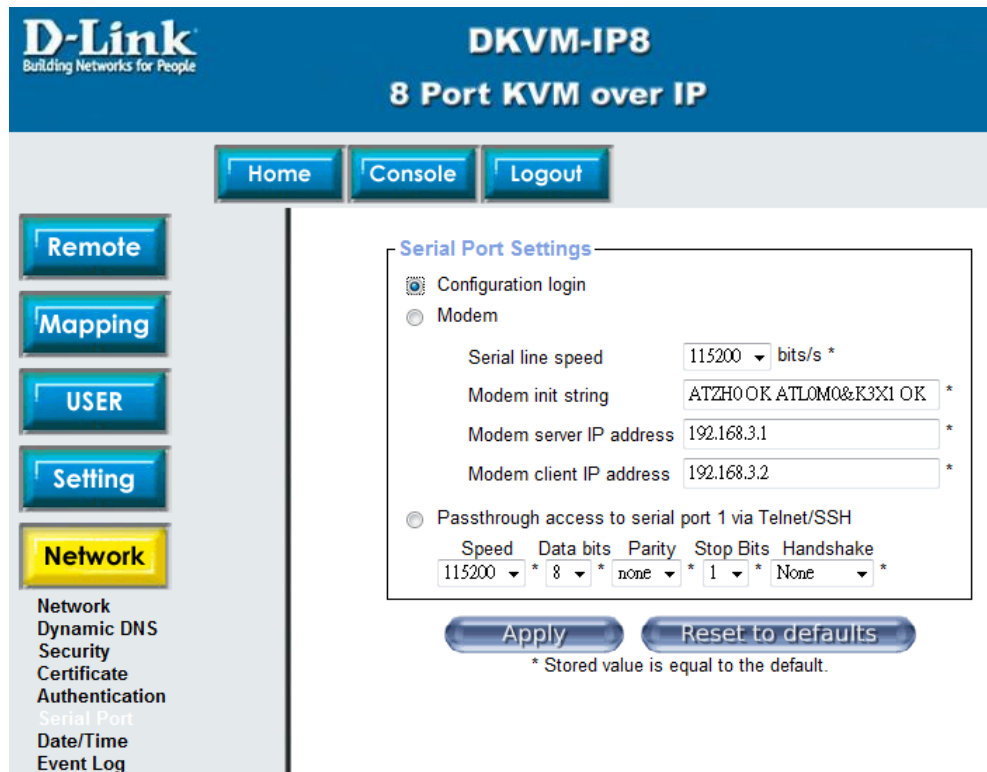 D-Link
Building Networks for People
DKVM-IP8
8 Port KVM over IP
Home
Console
Logout
Remote
Mapping
USER
Setting
Network
Network
Dynamic DNS
Security
Certificate
Authentication
Serial Port
Date/Time
Event Log
Serial Port Settings
Configuration login
Modem
Serial line speed 115200 bits/s *
Modem init string ATZH0 OK ATL0M0&K3X1 OK *
Modem server IP address 192.168.3.1 *
Modem client IP address 192.168.3.2 *
Passthrough access to serial port 1 via Telnet/SSH
Speed Data bits Parity Stop Bits Handshake
115200 * 8 * none * 1 * None *
Apply
Reset to defaults
* Stored value is equal to the default.